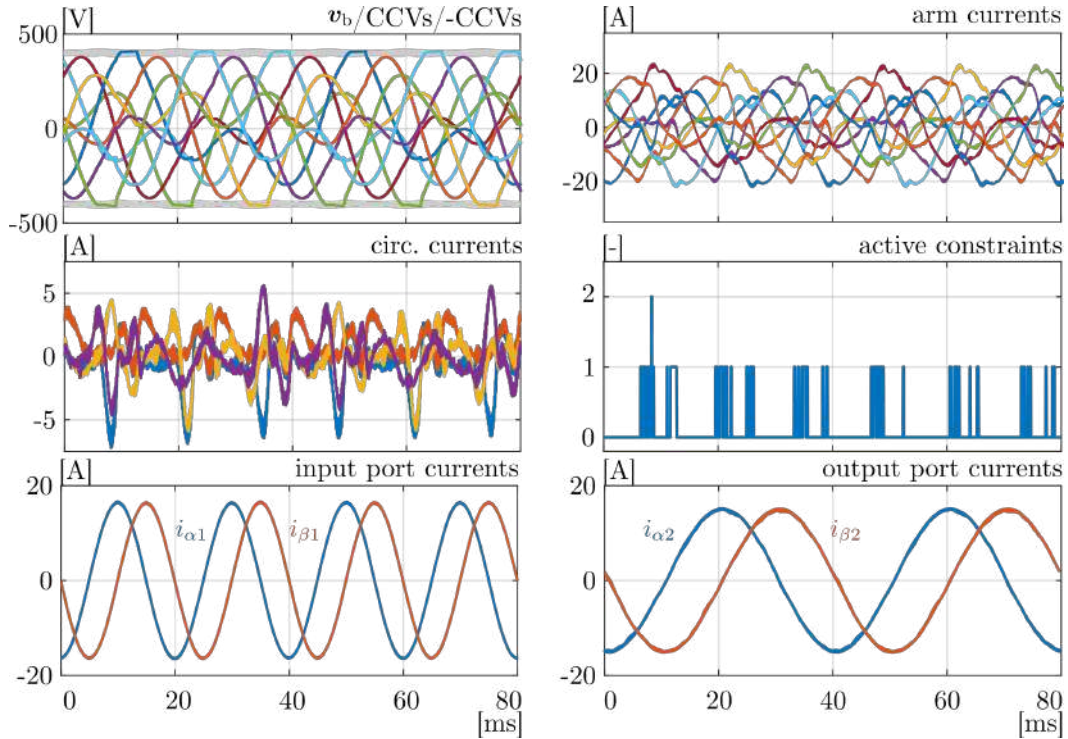 [V] v_b/CCVs/-CCVs
500
0
-500
[A] arm currents
20
0
-20
[A] circ. currents
5
0
-5
[-] active constraints
2
1
0
[A] input port currents
20
i_α1 i_β1
0
-20
0 20 40 60 80
[ms]
[A] output port currents
20
i_α2 i_β2
0
-20
0 20 40 60 80
[ms]